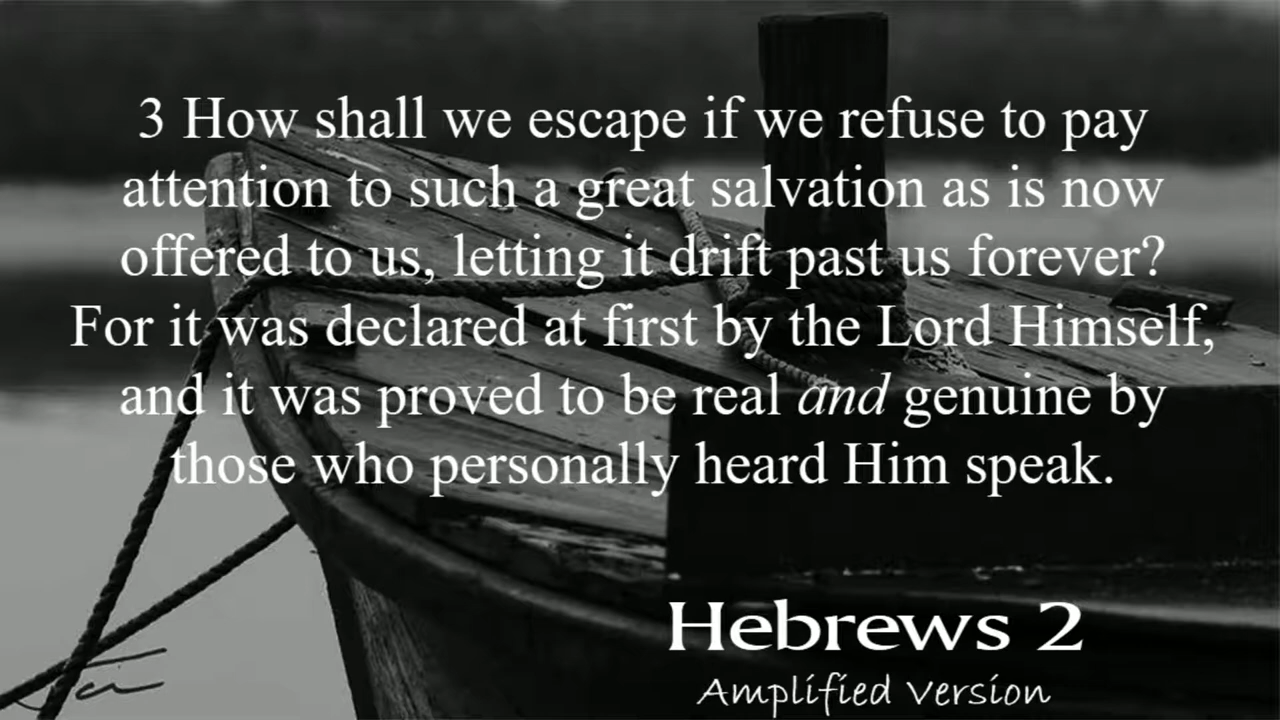 3 How shall we escape if we refuse to pay
attention to such a great salvation as is now
offered to us, letting it drift past us forever?
For it was declared at first by the Lord Himself,
and it was proved to be real and genuine by
those who personally heard Him speak.
Hebrews 2
Amplified Version